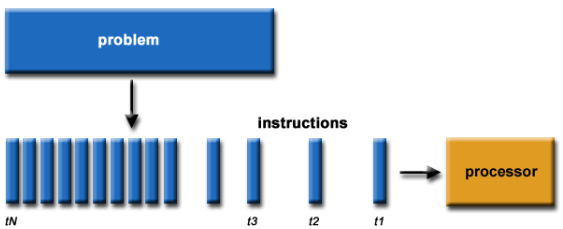 problem
instructions
processor
tN
t3
t2
t1